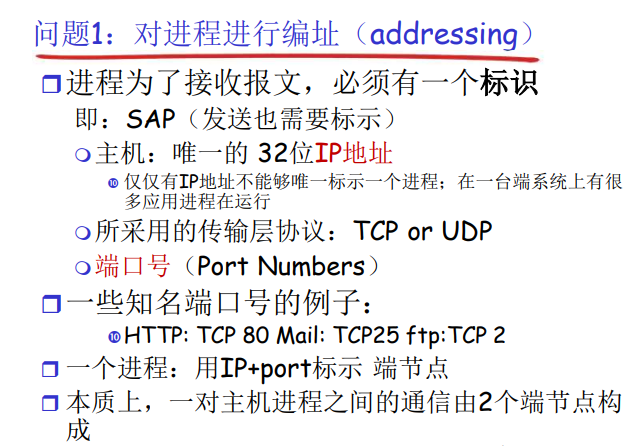 问题1：对进程进行编址（addressing）
进程为了接收报文，必须有一个标识
即：SAP（发送也需要标示）
主机：唯一的 32位IP地址
仅仅有IP地址不能够唯一标示一个进程；在一台端系统上有很
多应用进程在运行
所采用的传输层协议：TCP or UDP
端口号（Port Numbers）
一些知名端口号的例子：
HTTP: TCP 80 Mail: TCP25 ftp:TCP 2
一个进程：用IP+port标示 端节点
本质上，一对主机进程之间的通信由2个端节点构
成